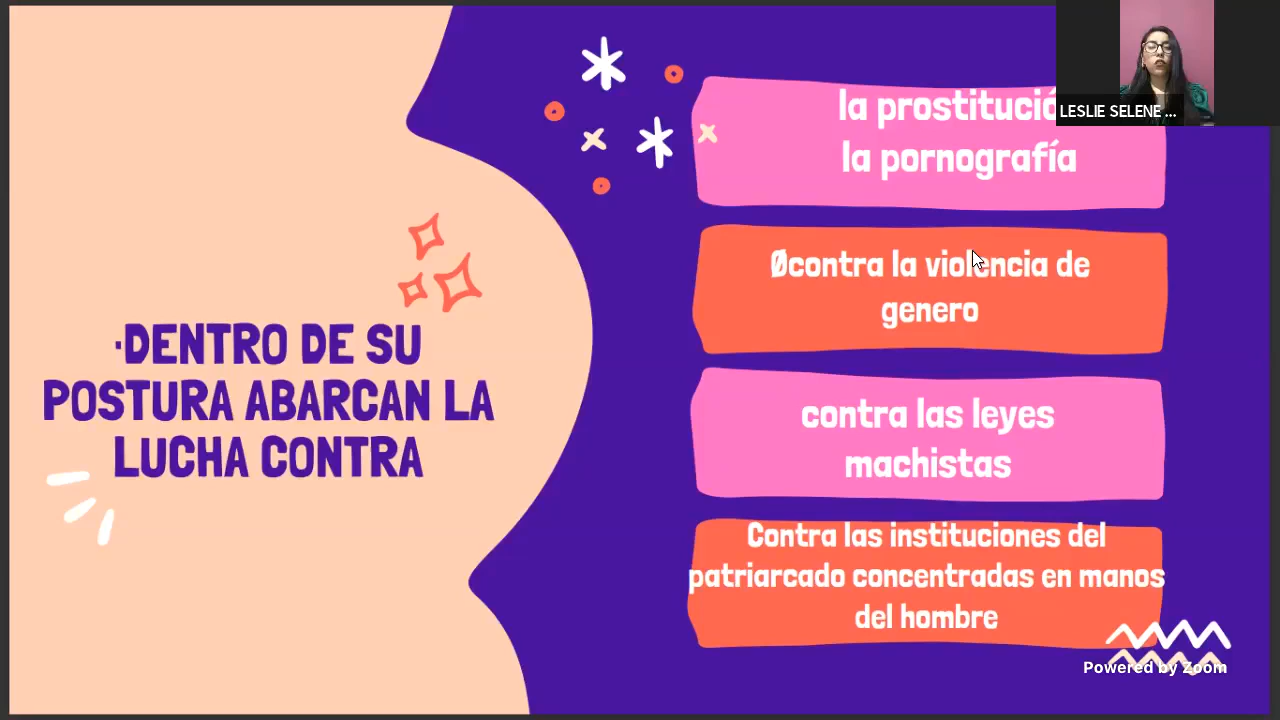 ·DENTRO DE SU
POSTURA ABARCAN LA
LUCHA CONTRA
la prostitució
la pornografía
Øcontra la violencia de
genero
contra las leyes
machistas
Contra las instituciones del
patriarcado concentradas en manos
del hombre
LESLIE SELENE ...
Powered by Zoom